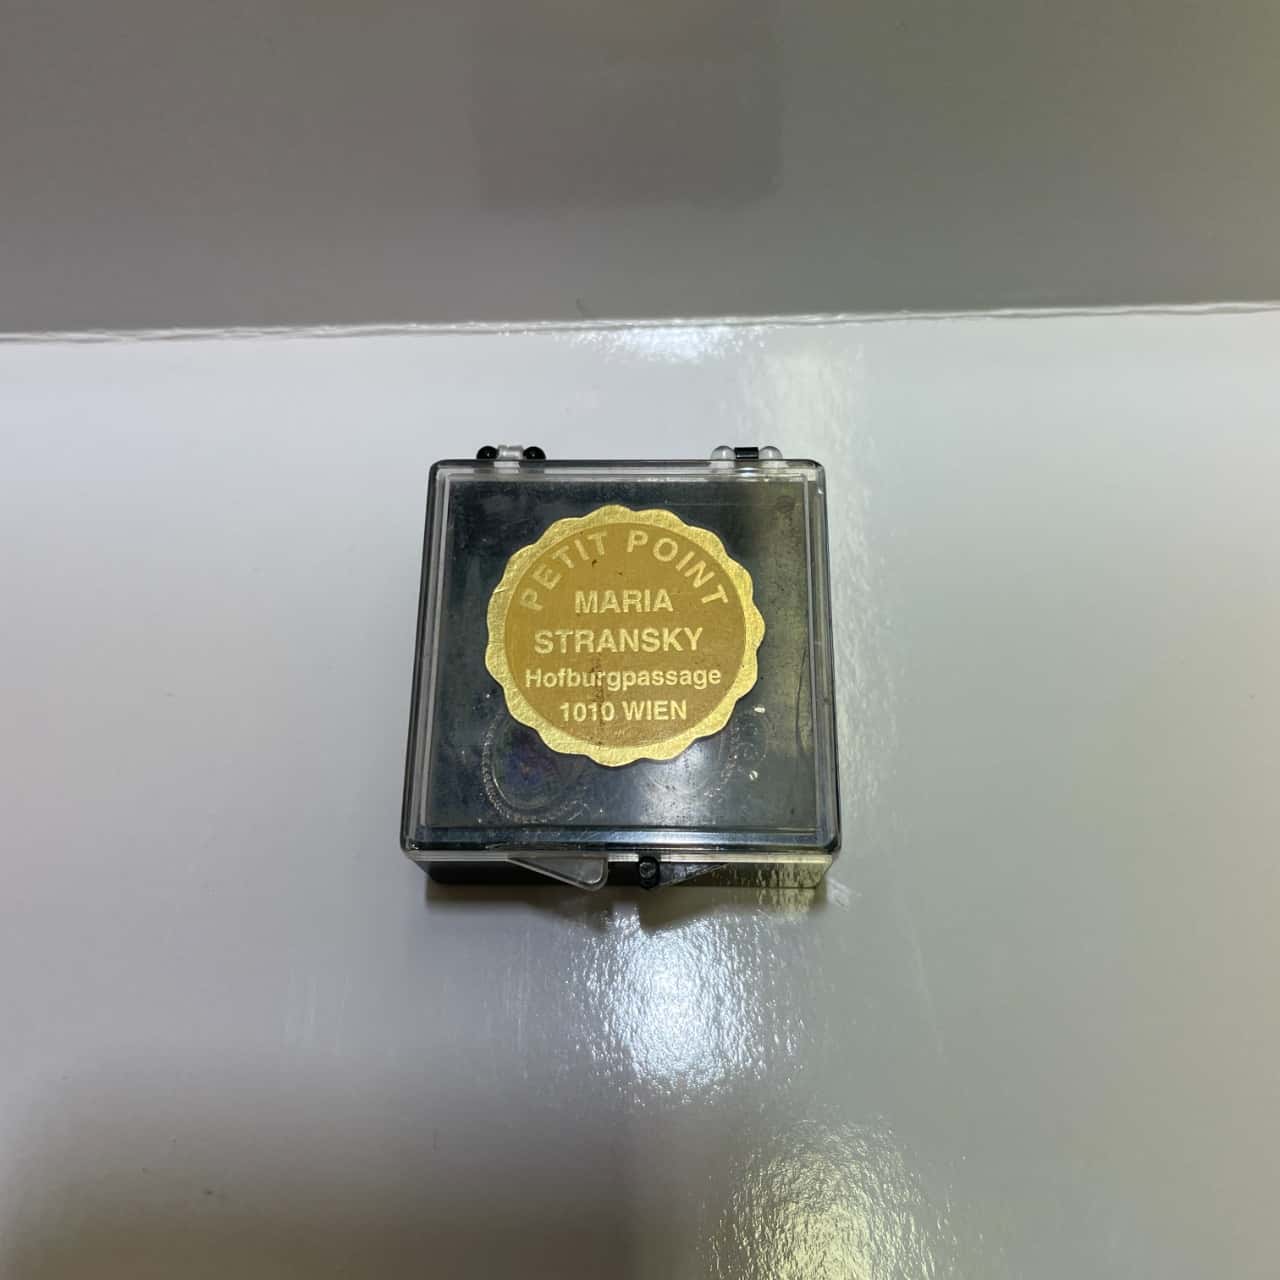 PETIT POINT
MARIA
STRANSKY
Hofburgpassage
1010 WIEN